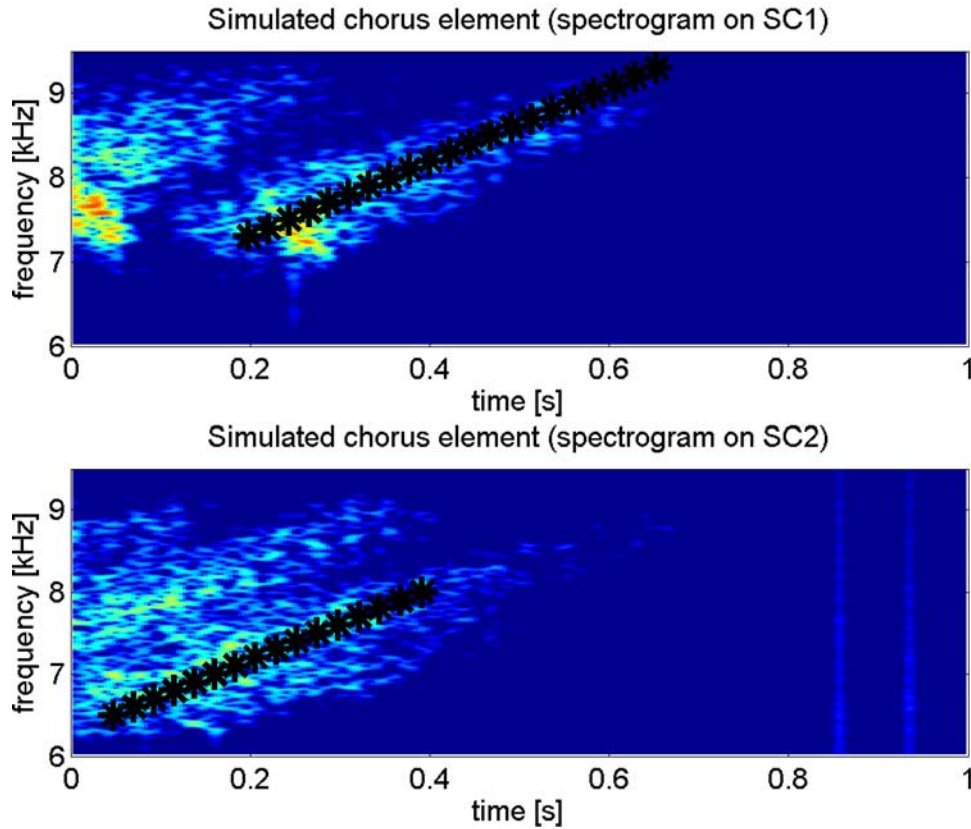 Simulated chorus element (spectrogram on SC1)
frequency [kHz]
9
8
7
6
0 0.2 0.4 0.6 0.8 1
time [s]
Simulated chorus element (spectrogram on SC2)
frequency [kHz]
9
8
7
6
0 0.2 0.4 0.6 0.8 1
time [s]